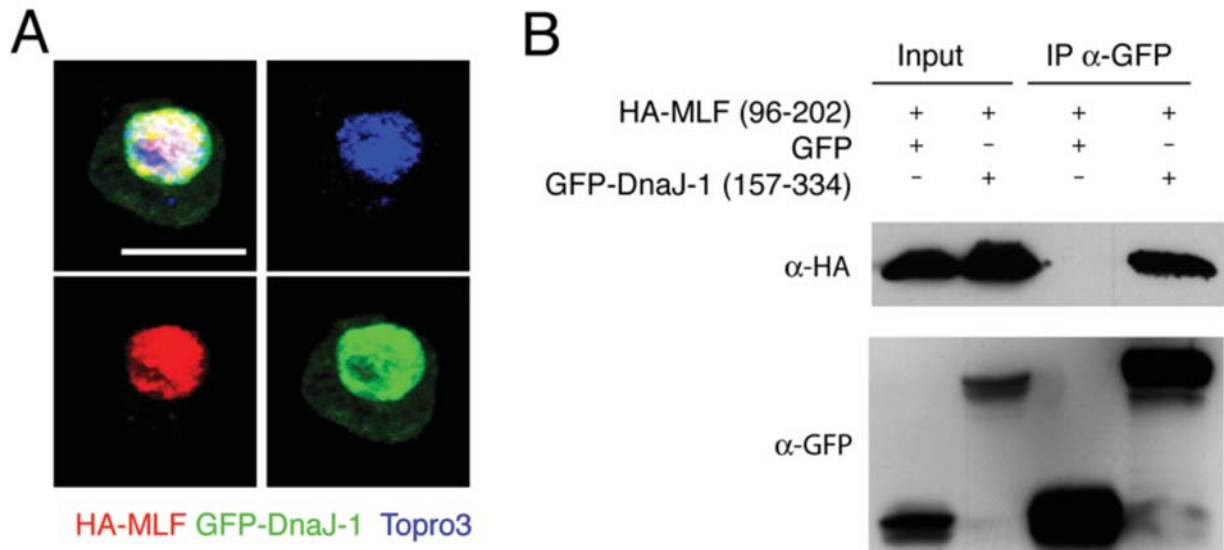 A
HA-MLF GFP-DnaJ-1 Topro3
B
Input IP α-GFP
HA-MLF (96-202) + + + +
GFP + - + -
GFP-DnaJ-1 (157-334) - + - +
α-HA
α-GFP